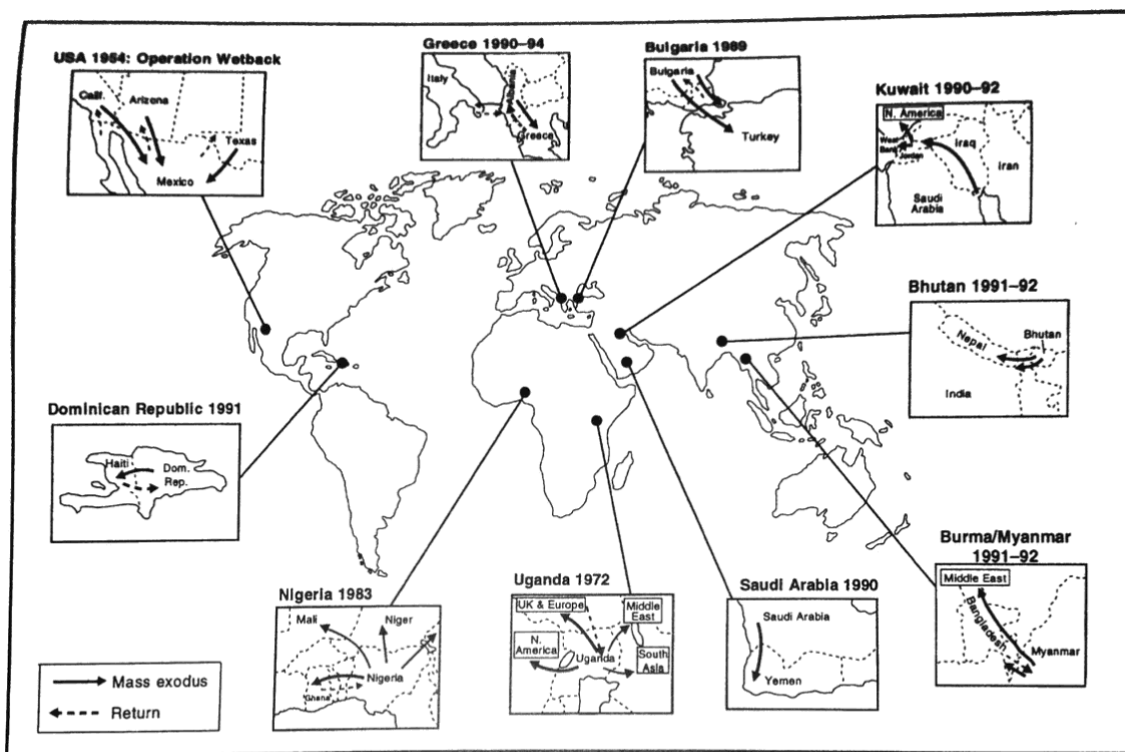 USA 1954: Operation Wetback
Calif.
Arizona
Texas
Mexico
Greece 1990–94
Italy
Greece
Bulgaria 1989
Bulgaria
Turkey
Kuwait 1990–92
N. America
West
Bank
Jordan
Iraq
Iran
Saudi
Arabia
Bhutan 1991–92
Nepal
Bhutan
India
Dominican Republic 1991
Haiti
Dom.
Rep.
Nigeria 1983
Mali
Niger
Nigeria
Ghana
Uganda 1972
UK & Europe
Middle
East
N.
America
Uganda
South
Asia
Saudi Arabia 1990
Saudi Arabia
Yemen
Burma/Myanmar
1991–92
Middle East
Bangladesh
Myanmar
Mass exodus
Return